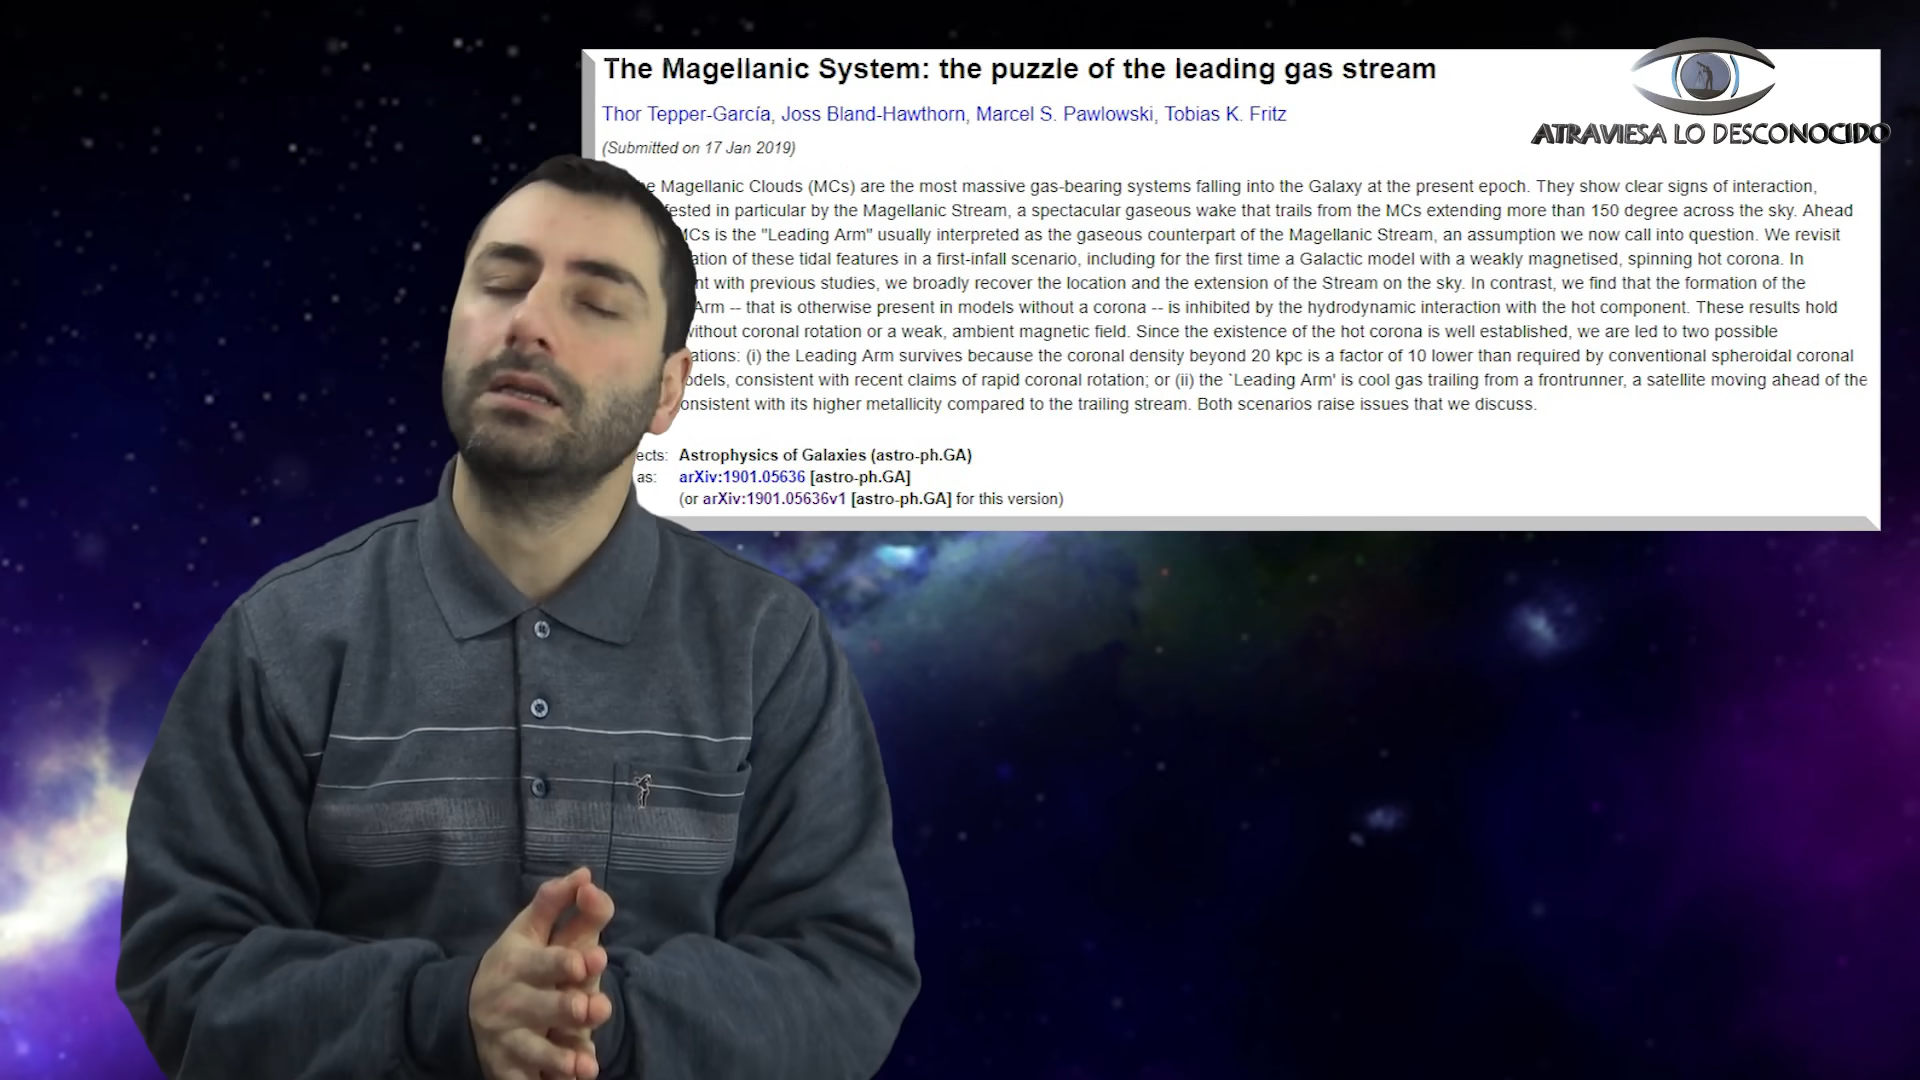 The Magellanic System: the puzzle of the leading gas stream
ATRAVIESA LO DESCONOCIDO
Thor Tepper-García, Joss Bland-Hawthorn, Marcel S. Pawlowski, Tobias K. Fritz
(Submitted on 17 Jan 2019)
Magellanic Clouds (MCs) are the most massive gas-bearing systems falling into the Galaxy at the present epoch. They show clear signs of interaction,
fested in particular by the Magellanic Stream, a spectacular gaseous wake that trails from the MCs extending more than 150 degree across the sky. Ahead
MCs is the "Leading Arm" usually interpreted as the gaseous counterpart of the Magellanic Stream, an assumption we now call into question. We revisit
ation of these tidal features in a first-infall scenario, including for the first time a Galactic model with a weakly magnetised, spinning hot corona. In
nt with previous studies, we broadly recover the location and the extension of the Stream on the sky. In contrast, we find that the formation of the
Arm -- that is otherwise present in models without a corona -- is inhibited by the hydrodynamic interaction with the hot component. These results hold
without coronal rotation or a weak, ambient magnetic field. Since the existence of the hot corona is well established, we are led to two possible
ations: (i) the Leading Arm survives because the coronal density beyond 20 kpc is a factor of 10 lower than required by conventional spheroidal coronal
odels, consistent with recent claims of rapid coronal rotation; or (ii) the `Leading Arm' is cool gas trailing from a frontrunner, a satellite moving ahead of the
onsistent with its higher metallicity compared to the trailing stream. Both scenarios raise issues that we discuss.
ects: Astrophysics of Galaxies (astro-ph.GA)
as: arXiv:1901.05636 [astro-ph.GA]
(or arXiv:1901.05636v1 [astro-ph.GA] for this version)